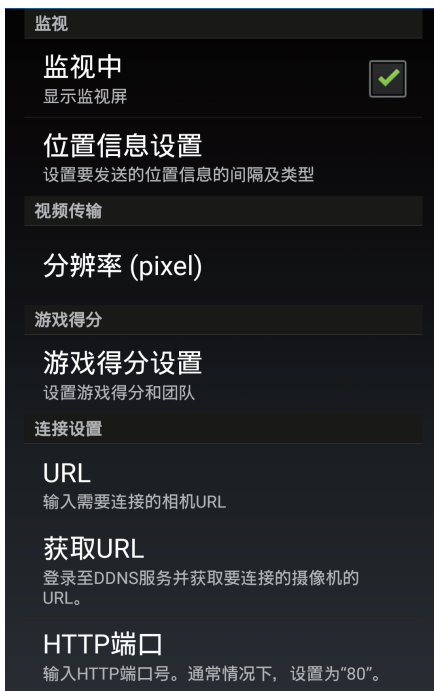 监视
监视中
显示监视屏
位置信息设置
设置要发送的位置信息的间隔及类型
视频传输
分辨率 (pixel)
游戏得分
游戏得分设置
设置游戏得分和团队
连接设置
URL
输入需要连接的相机URL
获取URL
登录至DDNS服务并获取要连接的摄像机的
URL。
HTTP端口
输入HTTP端口号。通常情况下，设置为“80”。